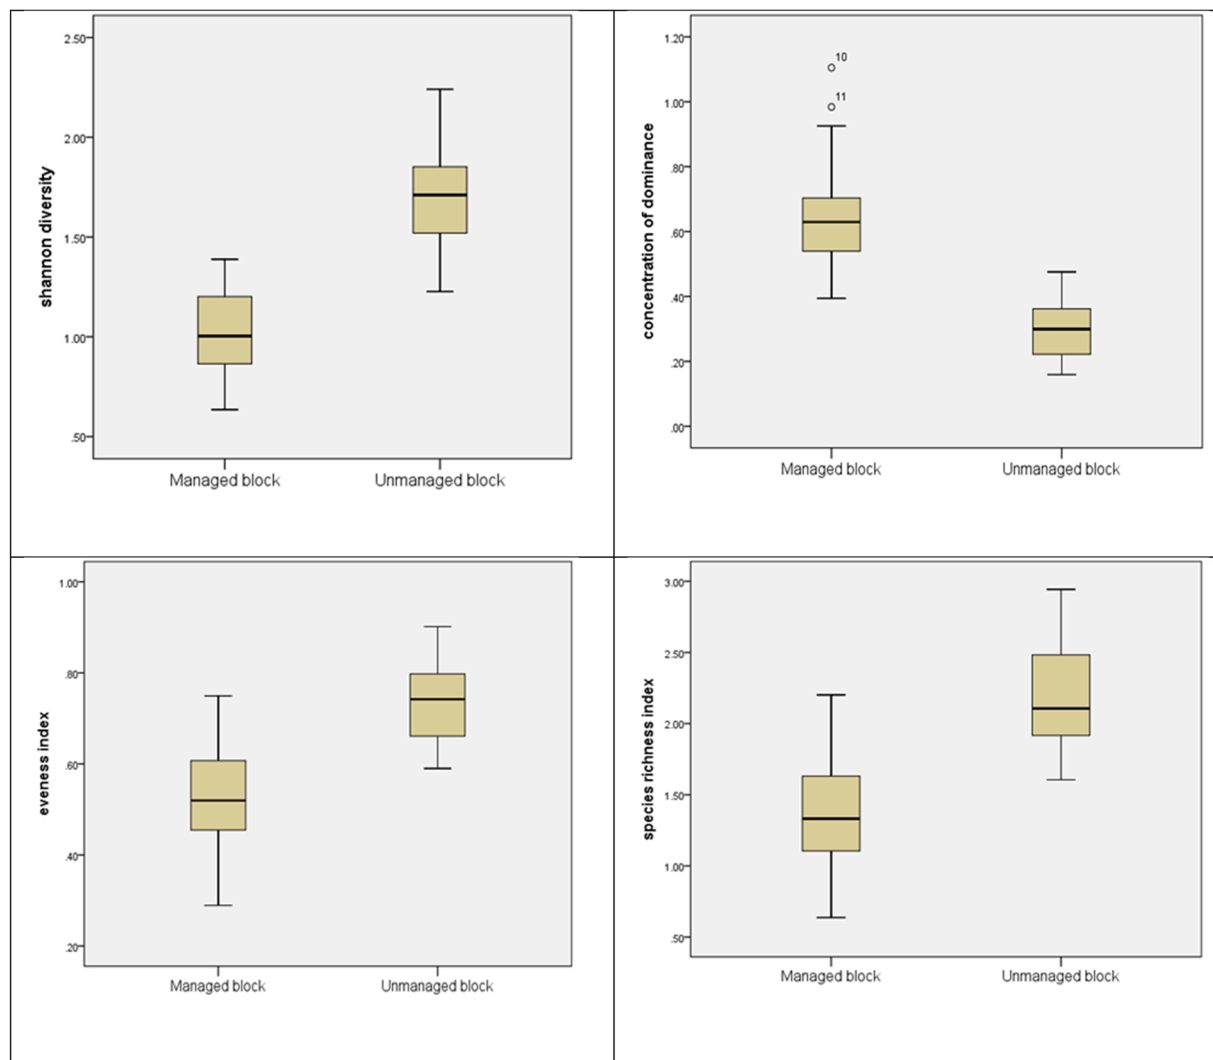 shannon diversity
2.50
2.00
1.50
1.00
.50
Managed block
Unmanaged block
concentration of dominance
1.20
1.00
.80
.60
.40
.20
.00
10
11
Managed block
Unmanaged block
eveness index
1.00
.80
.60
.40
.20
Managed block
Unmanaged block
species richness index
3.00
2.50
2.00
1.50
1.00
.50
Managed block
Unmanaged block